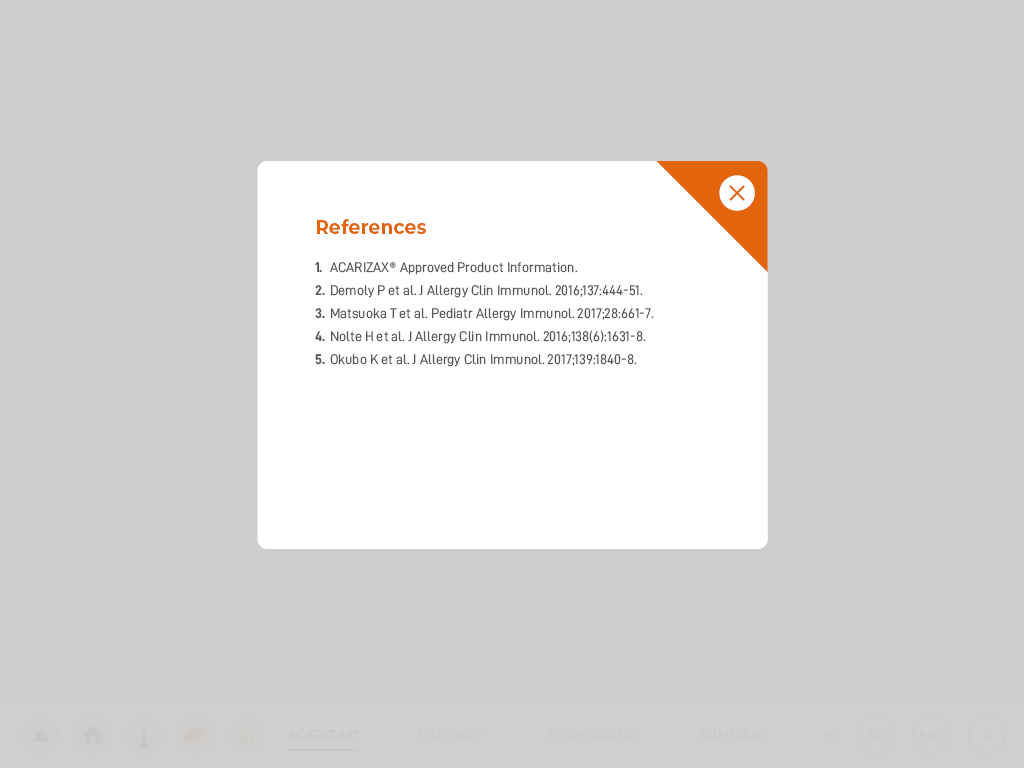 References
1. ACARIZAX® Approved Product Information.
2. Demoly P et al. J Allergy Clin Immunol. 2016;137:444-51.
3. Matsuoka T et al. Pediatr Allergy Immunol. 2017;28:661-7.
4. Nolte H et al. J Allergy Clin Immunol. 2016;138(6):1631-8.
5. Okubo K et al. J Allergy Clin Immunol. 2017;139:1840-8.
ACARIZAX® PATHWAY PRESCRIBING SUMMARY PI SD FAQ R